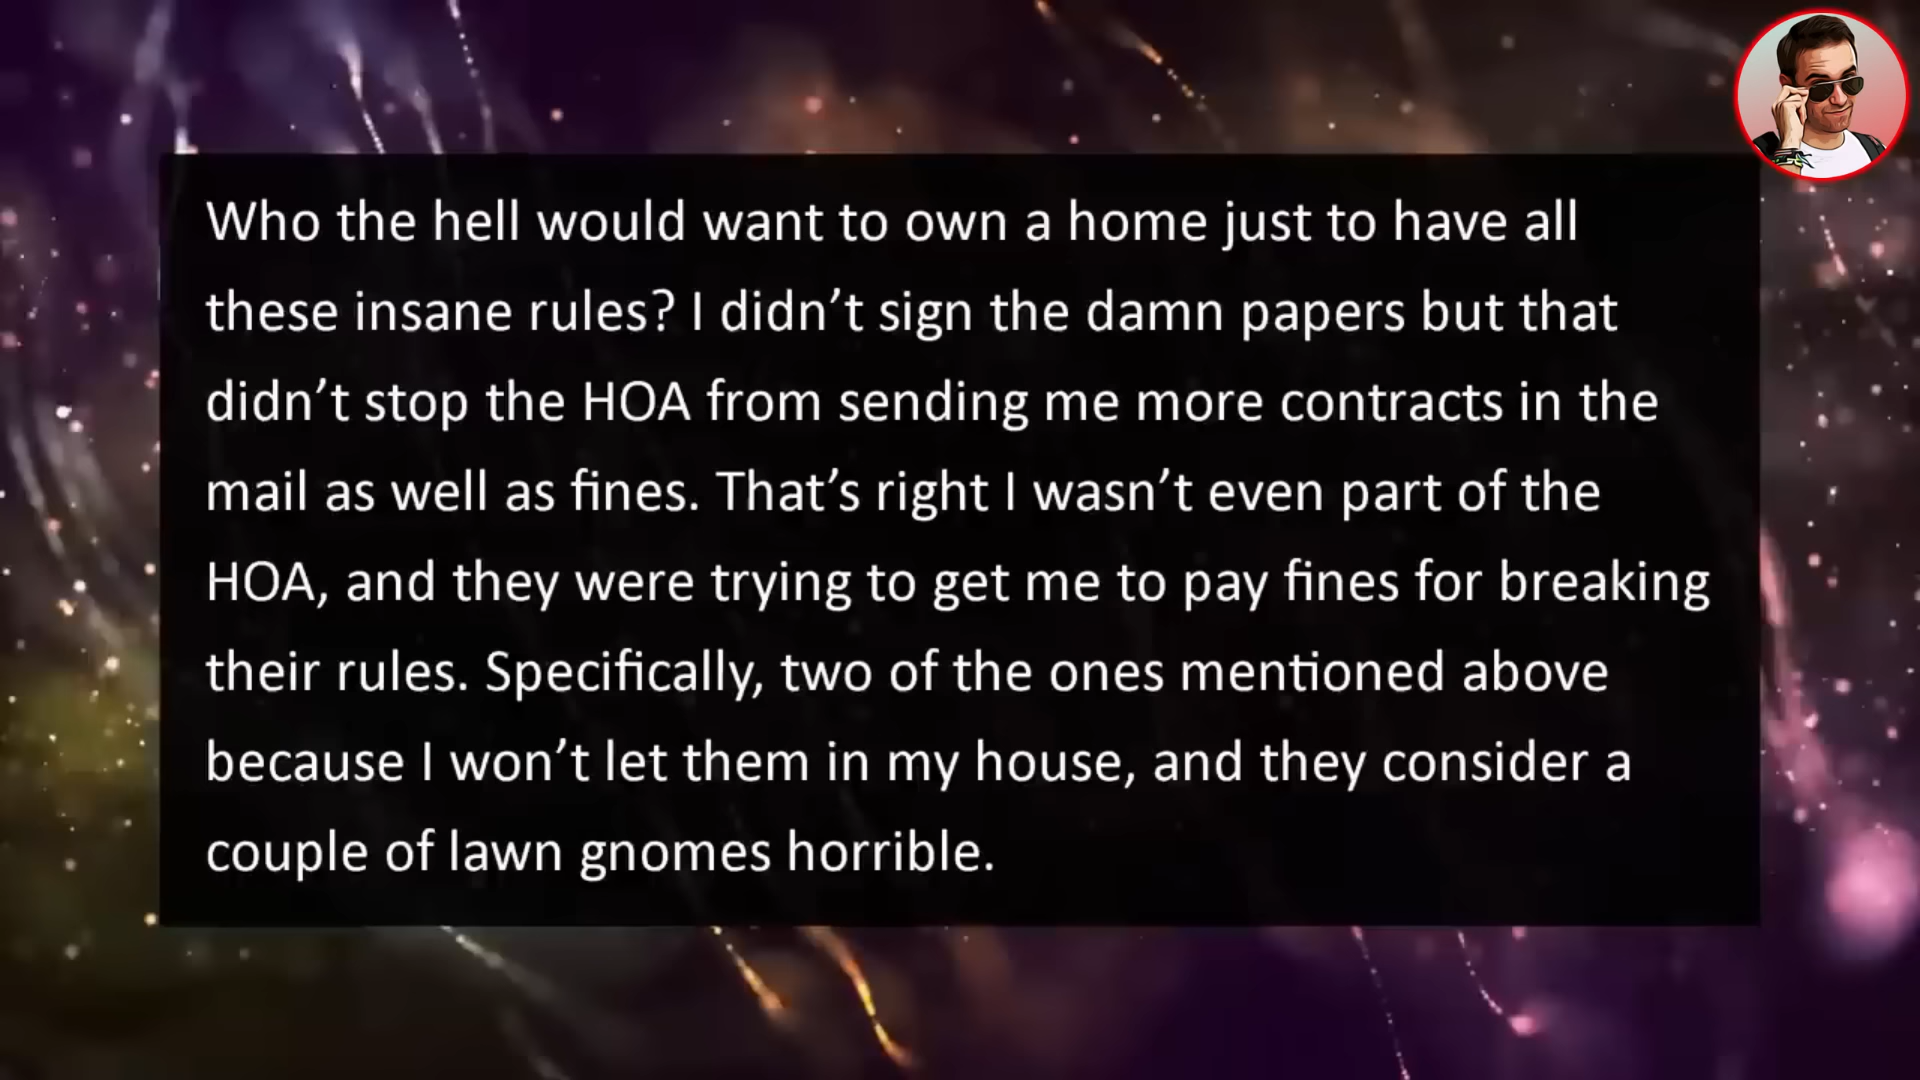 Who the hell would want to own a home just to have all
these insane rules? I didn’t sign the damn papers but that
didn’t stop the HOA from sending me more contracts in the
mail as well as fines. That’s right I wasn’t even part of the
HOA, and they were trying to get me to pay fines for breaking
their rules. Specifically, two of the ones mentioned above
because I won’t let them in my house, and they consider a
couple of lawn gnomes horrible.